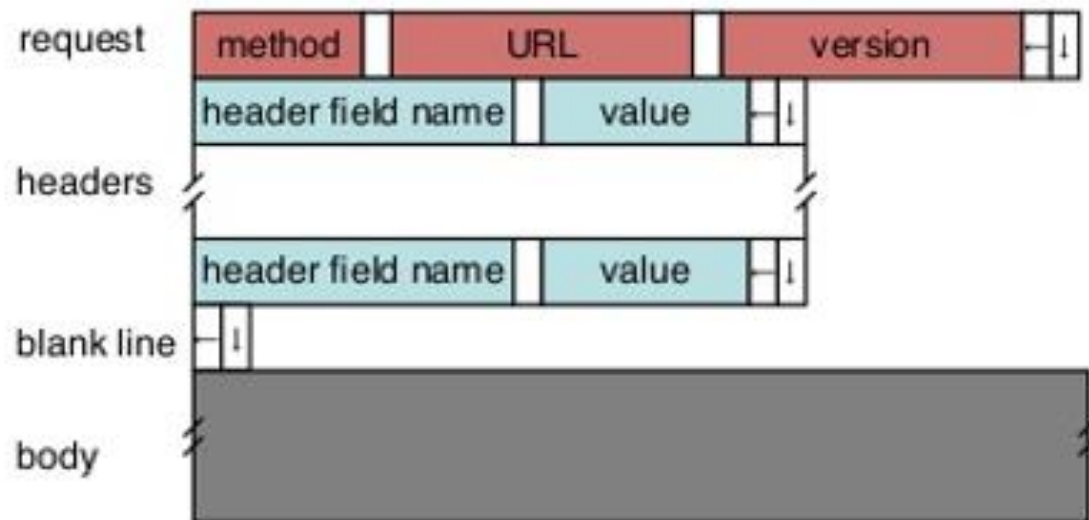 request method URL version ← ↓
header field name value ← ↓
headers
header field name value ← ↓
blank line ← ↓
body